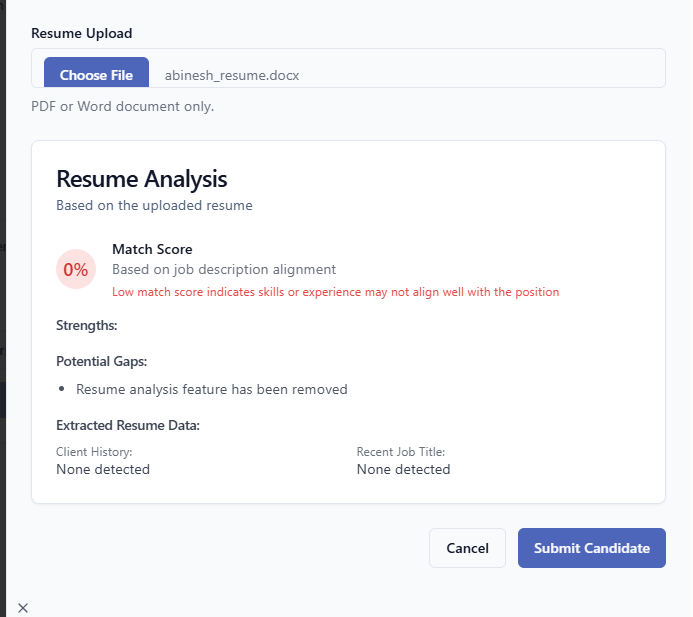 Resume Upload
Choose File abinesh_resume.docx
PDF or Word document only.
Resume Analysis
Based on the uploaded resume
0%
Match Score
Based on job description alignment
Low match score indicates skills or experience may not align well with the position
Strengths:
Potential Gaps:
• Resume analysis feature has been removed
Extracted Resume Data:
Client History: Recent Job Title:
None detected None detected
Cancel Submit Candidate